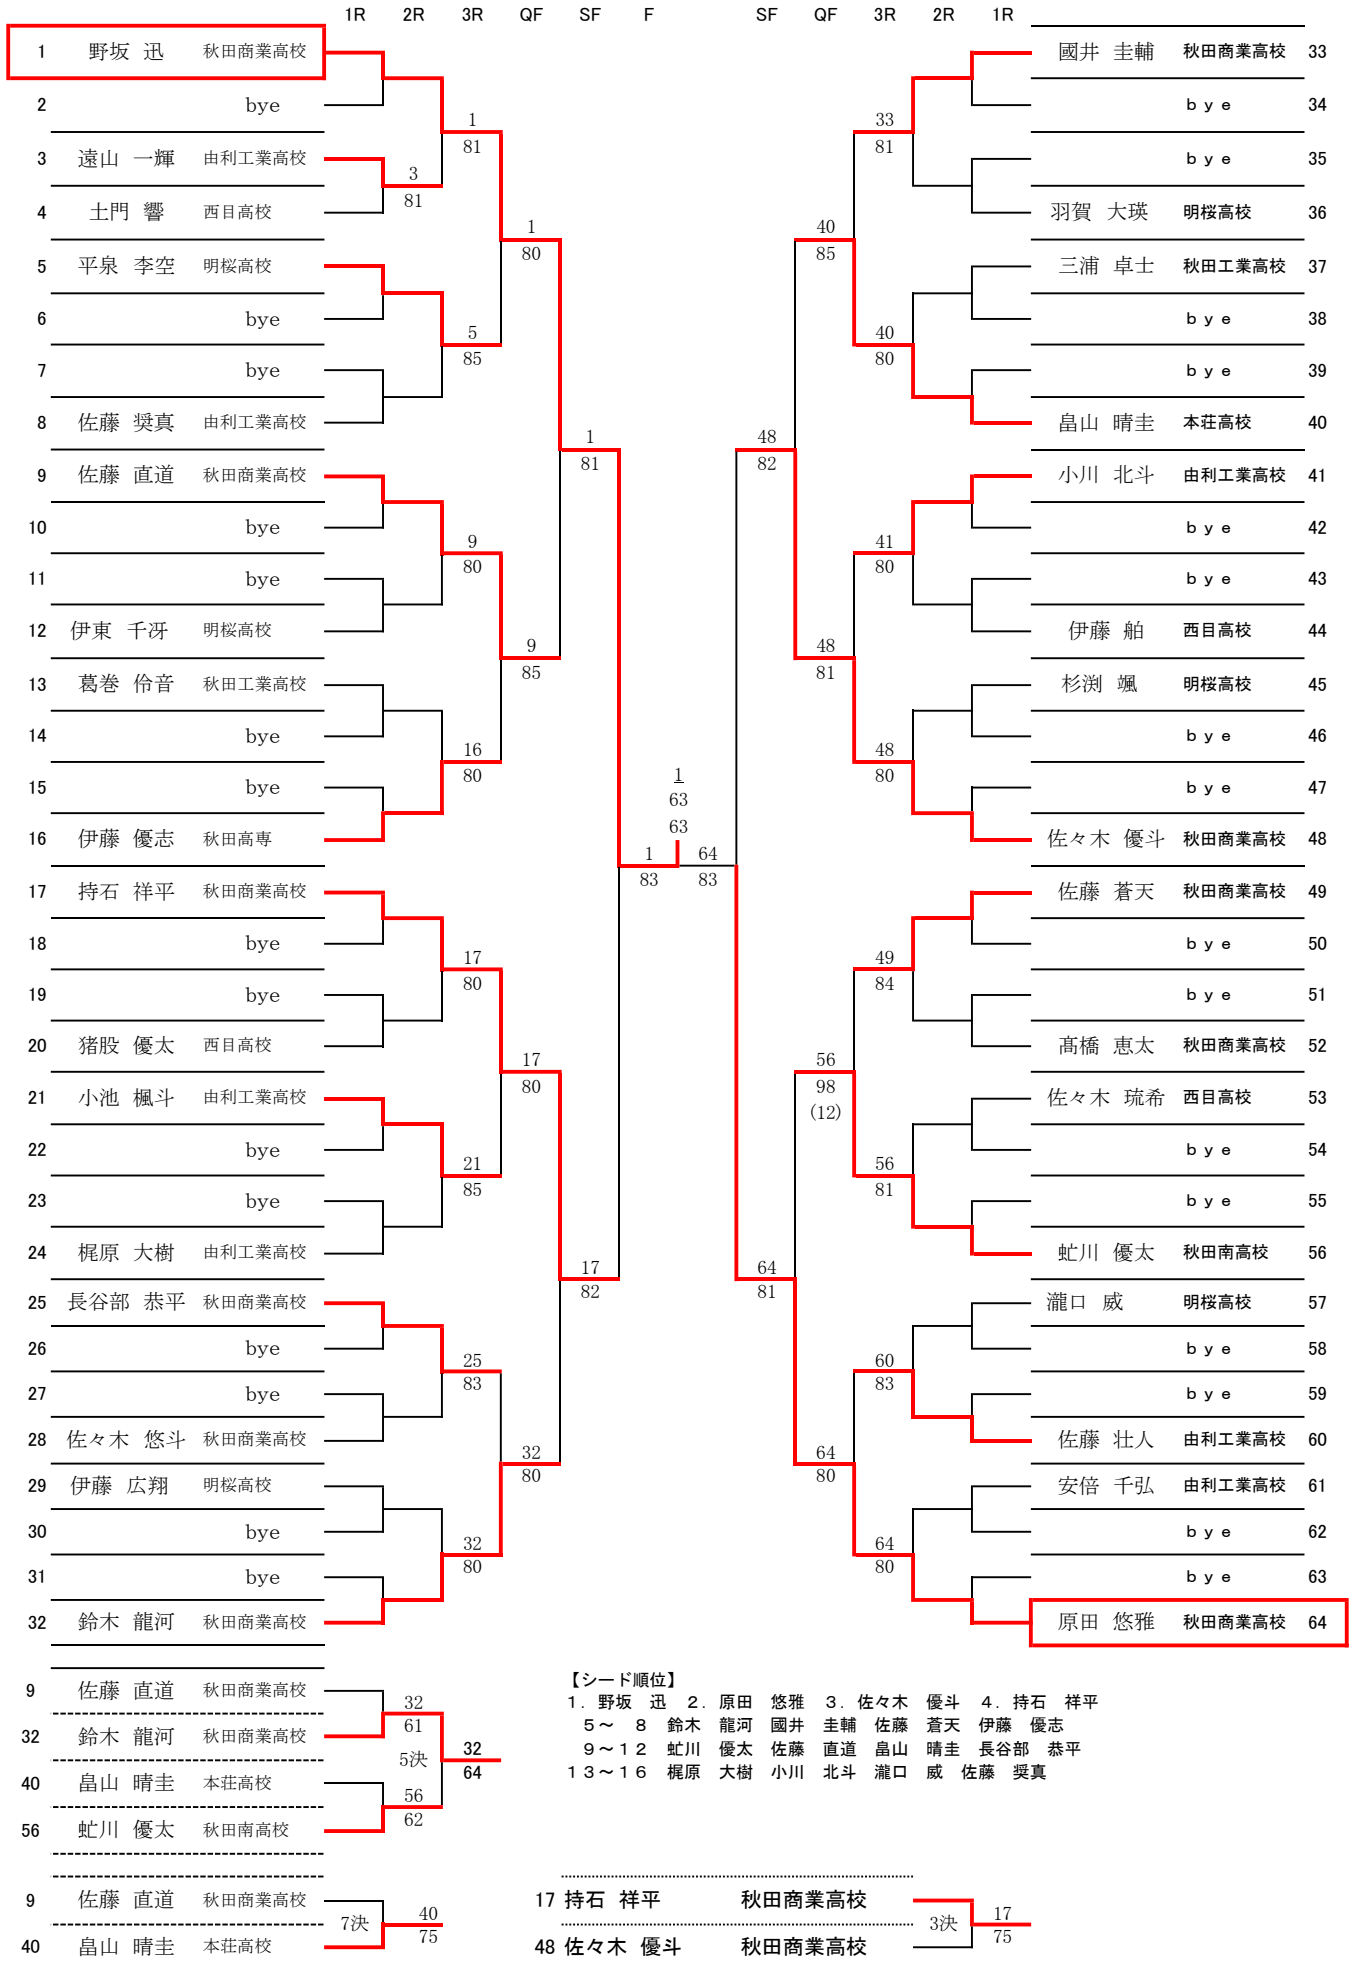 1R 2R 3R QF SF F SF QF 3R 2R 1R
1 野坂 迅 秋田商業高校
2 bye
3 遠山 一輝 由利工業高校
4 土門 響 西目高校
5 平泉 李空 明桜高校
6 bye
7 bye
8 佐藤 奨真 由利工業高校
9 佐藤 直道 秋田商業高校
10 bye
11 bye
12 伊東 千冴 明桜高校
13 葛巻 伶音 秋田工業高校
14 bye
15 bye
16 伊藤 優志 秋田高専
17 持石 祥平 秋田商業高校
18 bye
19 bye
20 猪股 優太 西目高校
21 小池 楓斗 由利工業高校
22 bye
23 bye
24 梶原 大樹 由利工業高校
25 長谷部 恭平 秋田商業高校
26 bye
27 bye
28 佐々木 悠斗 秋田商業高校
29 伊藤 広翔 明桜高校
30 bye
31 bye
32 鈴木 龍河 秋田商業高校
3
81
1
81
5
85
9
80
16
80
17
80
21
85
25
83
32
80
1
80
9
85
17
80
32
80
1
81
17
82
1
83
1
63
63
64
83
48
82
64
81
40
85
48
81
56
98
(12)
64
80
33
81
40
80
41
80
48
80
49
84
56
81
60
83
64
80
國井 圭輔 秋田商業高校 33
bye 34
bye 35
羽賀 大瑛 明桜高校 36
三浦 卓士 秋田工業高校 37
bye 38
bye 39
畠山 晴圭 本荘高校 40
小川 北斗 由利工業高校 41
bye 42
bye 43
伊藤 舶 西目高校 44
杉渕 颯 明桜高校 45
bye 46
bye 47
佐々木 優斗 秋田商業高校 48
佐藤 蒼天 秋田商業高校 49
bye 50
bye 51
髙橋 恵太 秋田商業高校 52
佐々木 琉希 西目高校 53
bye 54
bye 55
虻川 優太 秋田南高校 56
瀧口 威 明桜高校 57
bye 58
bye 59
佐藤 壮人 由利工業高校 60
安倍 千弘 由利工業高校 61
bye 62
bye 63
原田 悠雅 秋田商業高校 64
9 佐藤 直道 秋田商業高校
32 鈴木 龍河 秋田商業高校
40 畠山 晴圭 本荘高校
56 虻川 優太 秋田南高校
32
61
5決
56
62
32
64
【シード順位】
1. 野坂 迅 2. 原田 悠雅 3. 佐々木 優斗 4. 持石 祥平
5～ 8 鈴木 龍河 國井 圭輔 佐藤 蒼天 伊藤 優志
9～12 虻川 優太 佐藤 直道 畠山 晴圭 長谷部 恭平
13～16 梶原 大樹 小川 北斗 瀧口 威 佐藤 奨真
9 佐藤 直道 秋田商業高校
40 畠山 晴圭 本荘高校
7決
40
75
17 持石 祥平 秋田商業高校
48 佐々木 優斗 秋田商業高校
3決
17
75